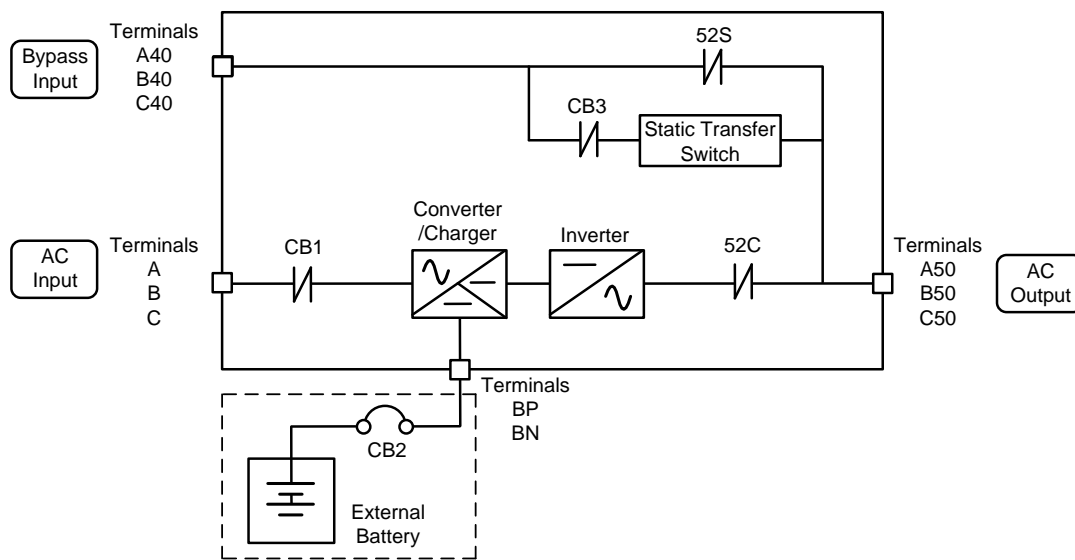 Bypass
Input
Terminals
A40
B40
C40
52S
CB3
Static Transfer
Switch
AC
Input
Terminals
A
B
C
CB1
Converter
/Charger
Inverter
52C
Terminals
A50
B50
C50
AC
Output
Terminals
BP
BN
CB2
External
Battery